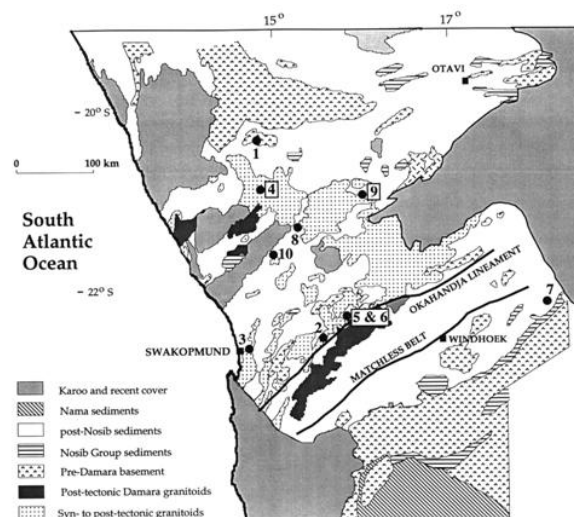 15° 17°
OTAVI
– 20° S
0 100 km
1
4
9
South
Atlantic
Ocean
8
10
– 22° S
OKAHANDJA LINEAMENT
7
5 & 6
3
2
SWAKOPMUND
WINDHOEK
MATCHLESS BELT
Karoo and recent cover
Nama sediments
post-Nosib sediments
Nosib Group sediments
Pre-Damara basement
Post-tectonic Damara granitoids
Syn- to post-tectonic granitoids